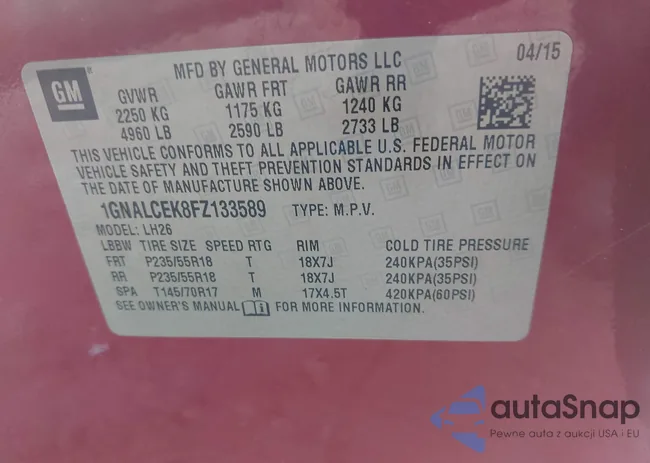 GM
MFD BY GENERAL MOTORS LLC
04/15
GVWR GAWR FRT GAWR RR
2250 KG 1175 KG 1240 KG
4960 LB 2590 LB 2733 LB
THIS VEHICLE CONFORMS TO ALL APPLICABLE U.S. FEDERAL MOTOR
VEHICLE SAFETY AND THEFT PREVENTION STANDARDS IN EFFECT ON
THE DATE OF MANUFACTURE SHOWN ABOVE.
1GNALCEK8FZ133589 TYPE: M.P.V.
MODEL: LH26
LBBW TIRE SIZE SPEED RTG RIM COLD TIRE PRESSURE
FRT P235/55R18 T 18X7J 240KPA(35PSI)
RR P235/55R18 T 18X7J 240KPA(35PSI)
SPA T145/70R17 M 17X4.5T 420KPA(60PSI)
SEE OWNER'S MANUAL FOR MORE INFORMATION.
autaSnap
Pewne auta z aukcji USA i EU